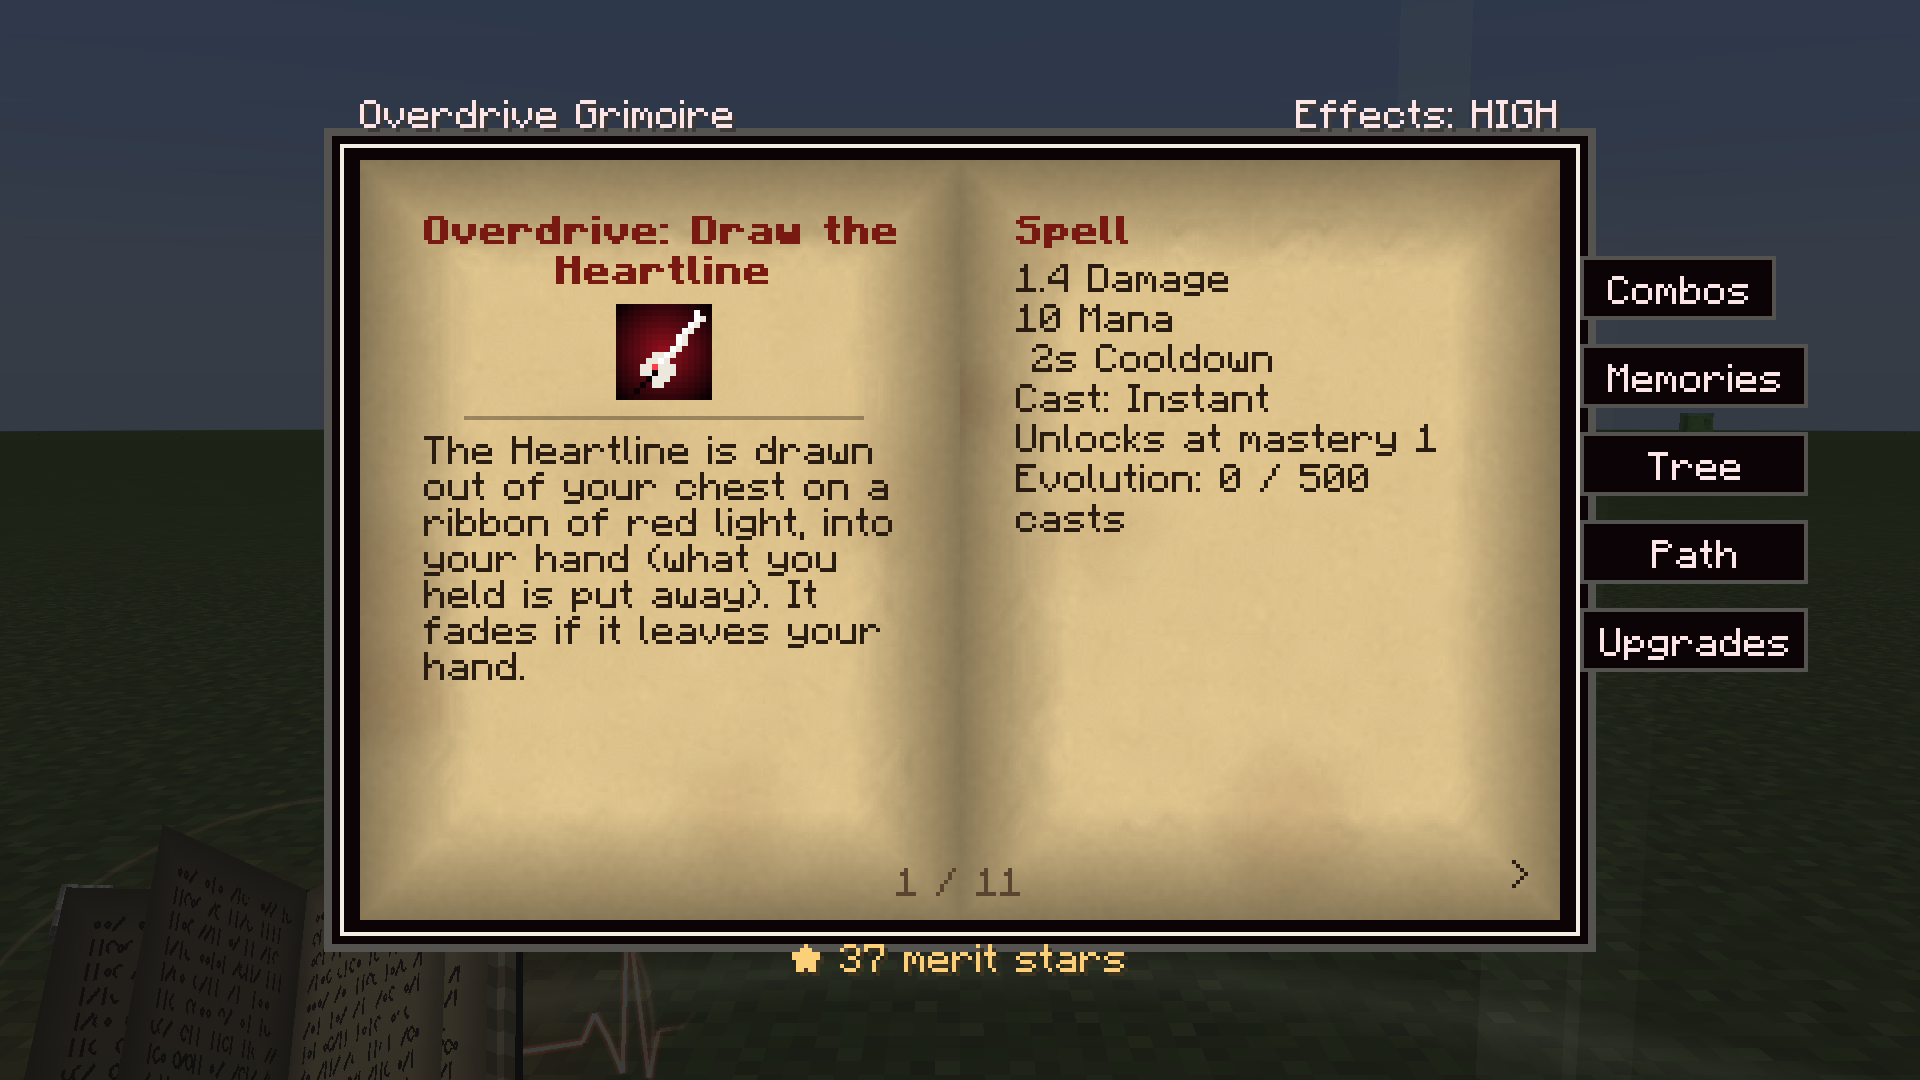 Overdrive Grimoire
Effects: HIGH
Overdrive: Draw the
Heartline
The Heartline is drawn
out of your chest on a
ribbon of red light, into
your hand (what you
held is put away). It
fades if it leaves your
hand.
Spell
1.4 Damage
10 Mana
2s Cooldown
Cast: Instant
Unlocks at mastery 1
Evolution: 0 / 500
casts
1 / 11
>
Combos
Memories
Tree
Path
Upgrades
37 merit stars